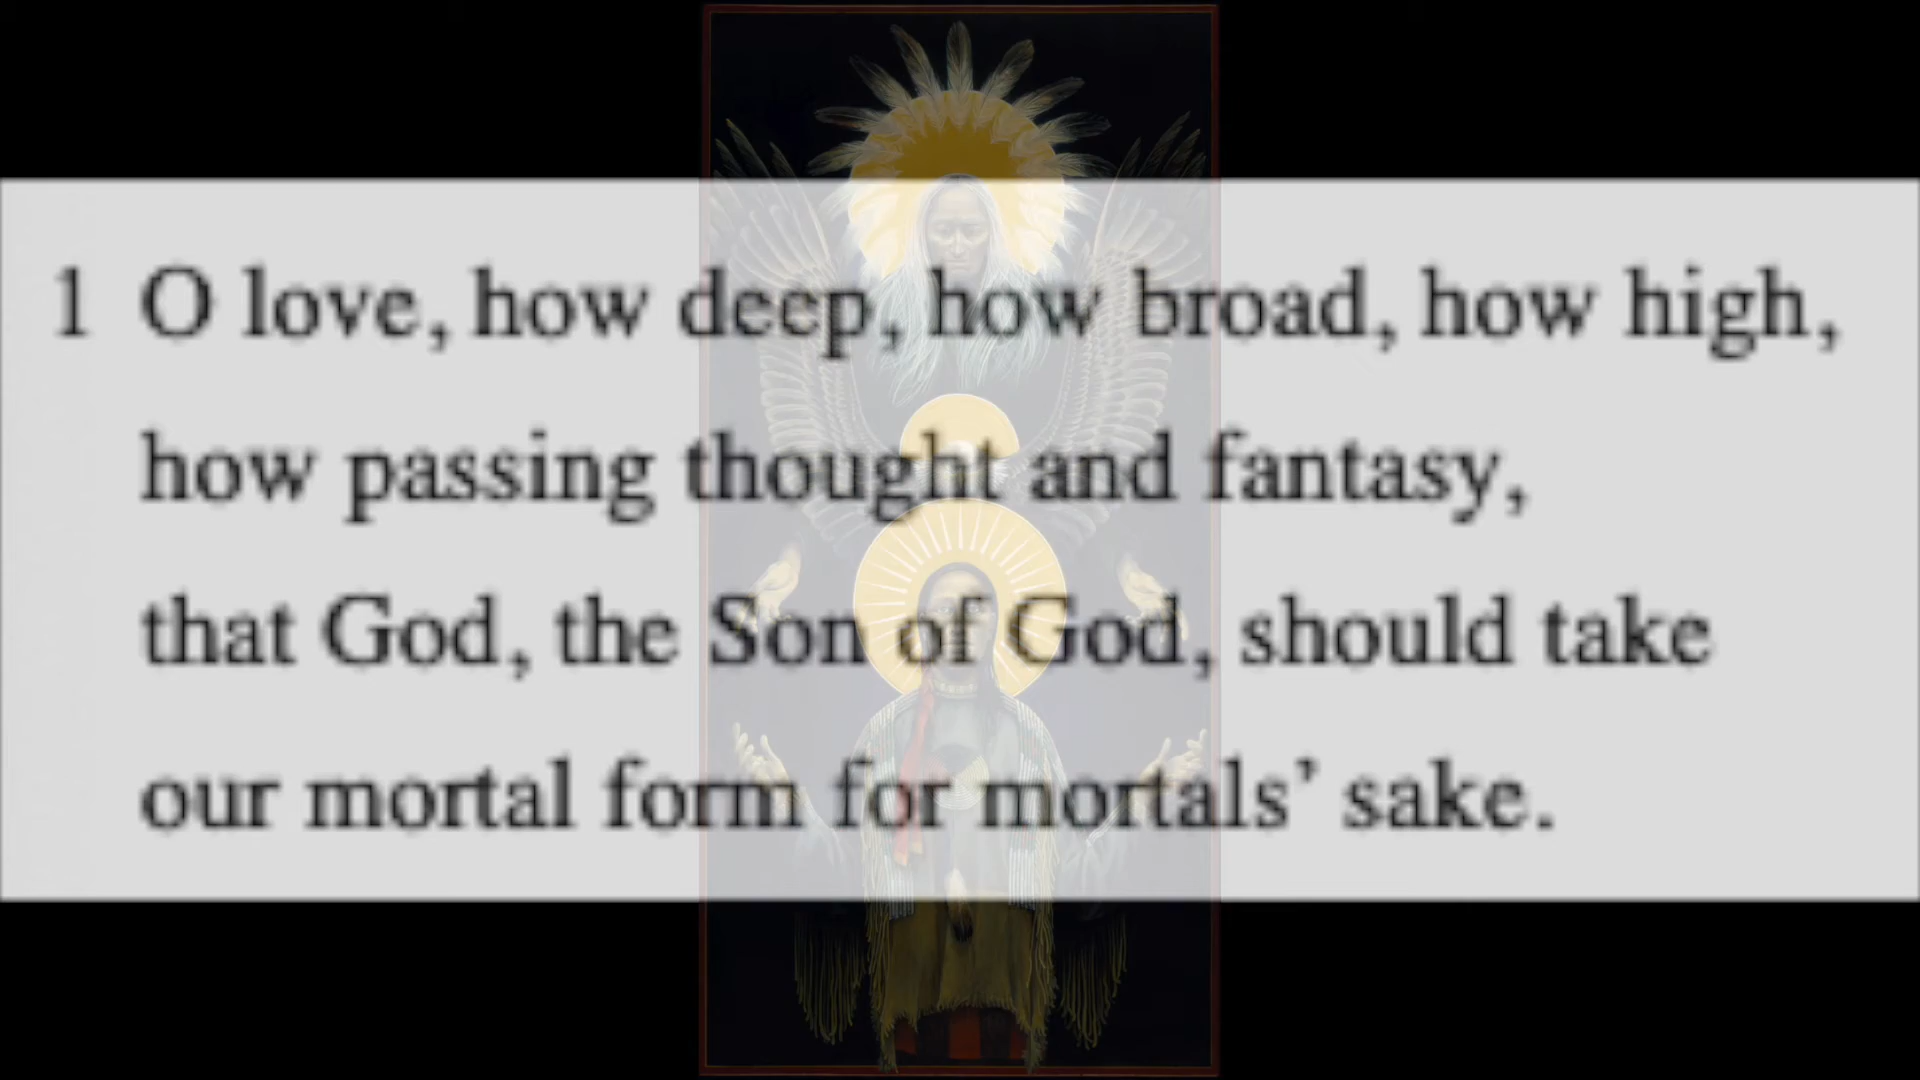 1 O love, how deep, how broad, how high,
how passing thought and fantasy,
that God, the Son of God, should take
our mortal form for mortals’ sake.